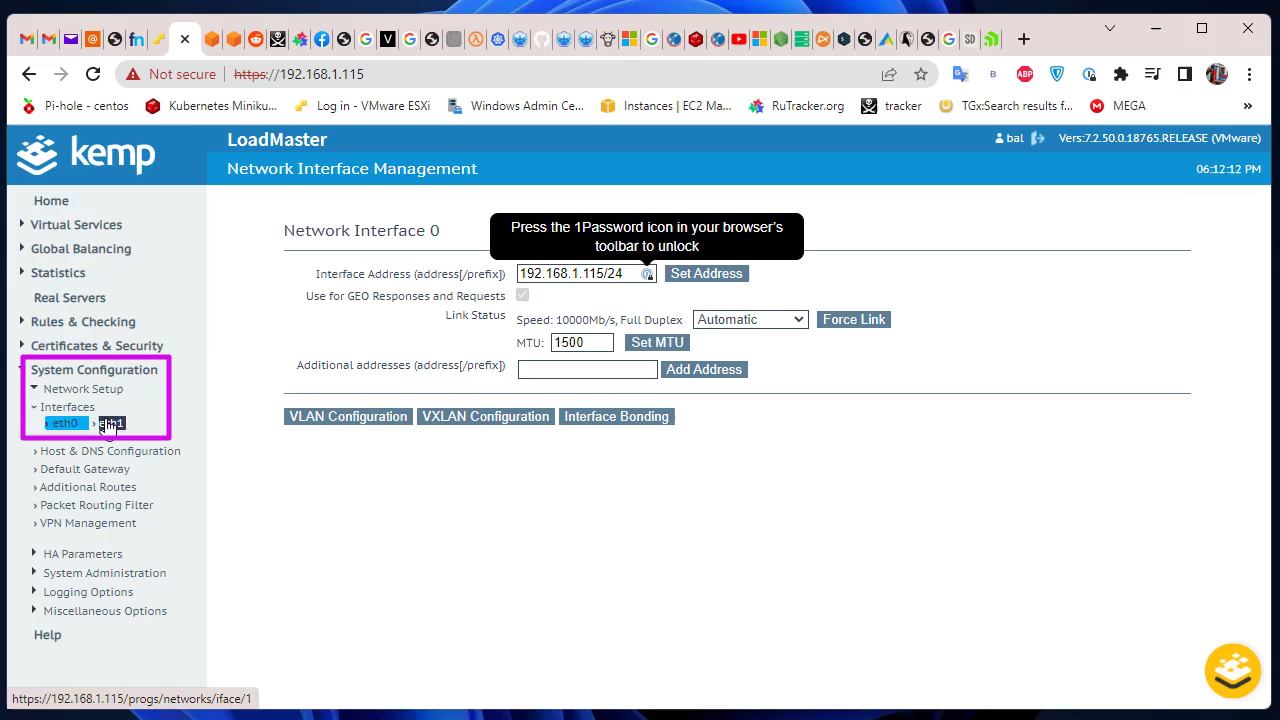 Not secure https://192.168.1.115
Pi-hole - centos Kubernetes Miniku... Log in - VMware ESXi Windows Admin Ce... Instances | EC2 Ma... RuTracker.org tracker TGx:Search results f... MEGA »
kemp
LoadMaster
bal
Vers:7.2.50.0.18765.RELEASE (VMware)
Network Interface Management
06:12:12 PM
Home
Virtual Services
Global Balancing
Statistics
Real Servers
Rules & Checking
Certificates & Security
System Configuration
Network Setup
Interfaces
› eth0 › eth1
› Host & DNS Configuration
› Default Gateway
› Additional Routes
› Packet Routing Filter
› VPN Management
HA Parameters
System Administration
Logging Options
Miscellaneous Options
Help
Network Interface 0
Press the 1Password icon in your browser's
toolbar to unlock
Interface Address (address[/prefix]) 192.168.1.115/24 Set Address
Use for GEO Responses and Requests
Link Status Speed: 10000Mb/s, Full Duplex Automatic Force Link
MTU: 1500 Set MTU
Additional addresses (address[/prefix]) Add Address
VLAN Configuration VXLAN Configuration Interface Bonding
https://192.168.1.115/progs/networks/iface/1